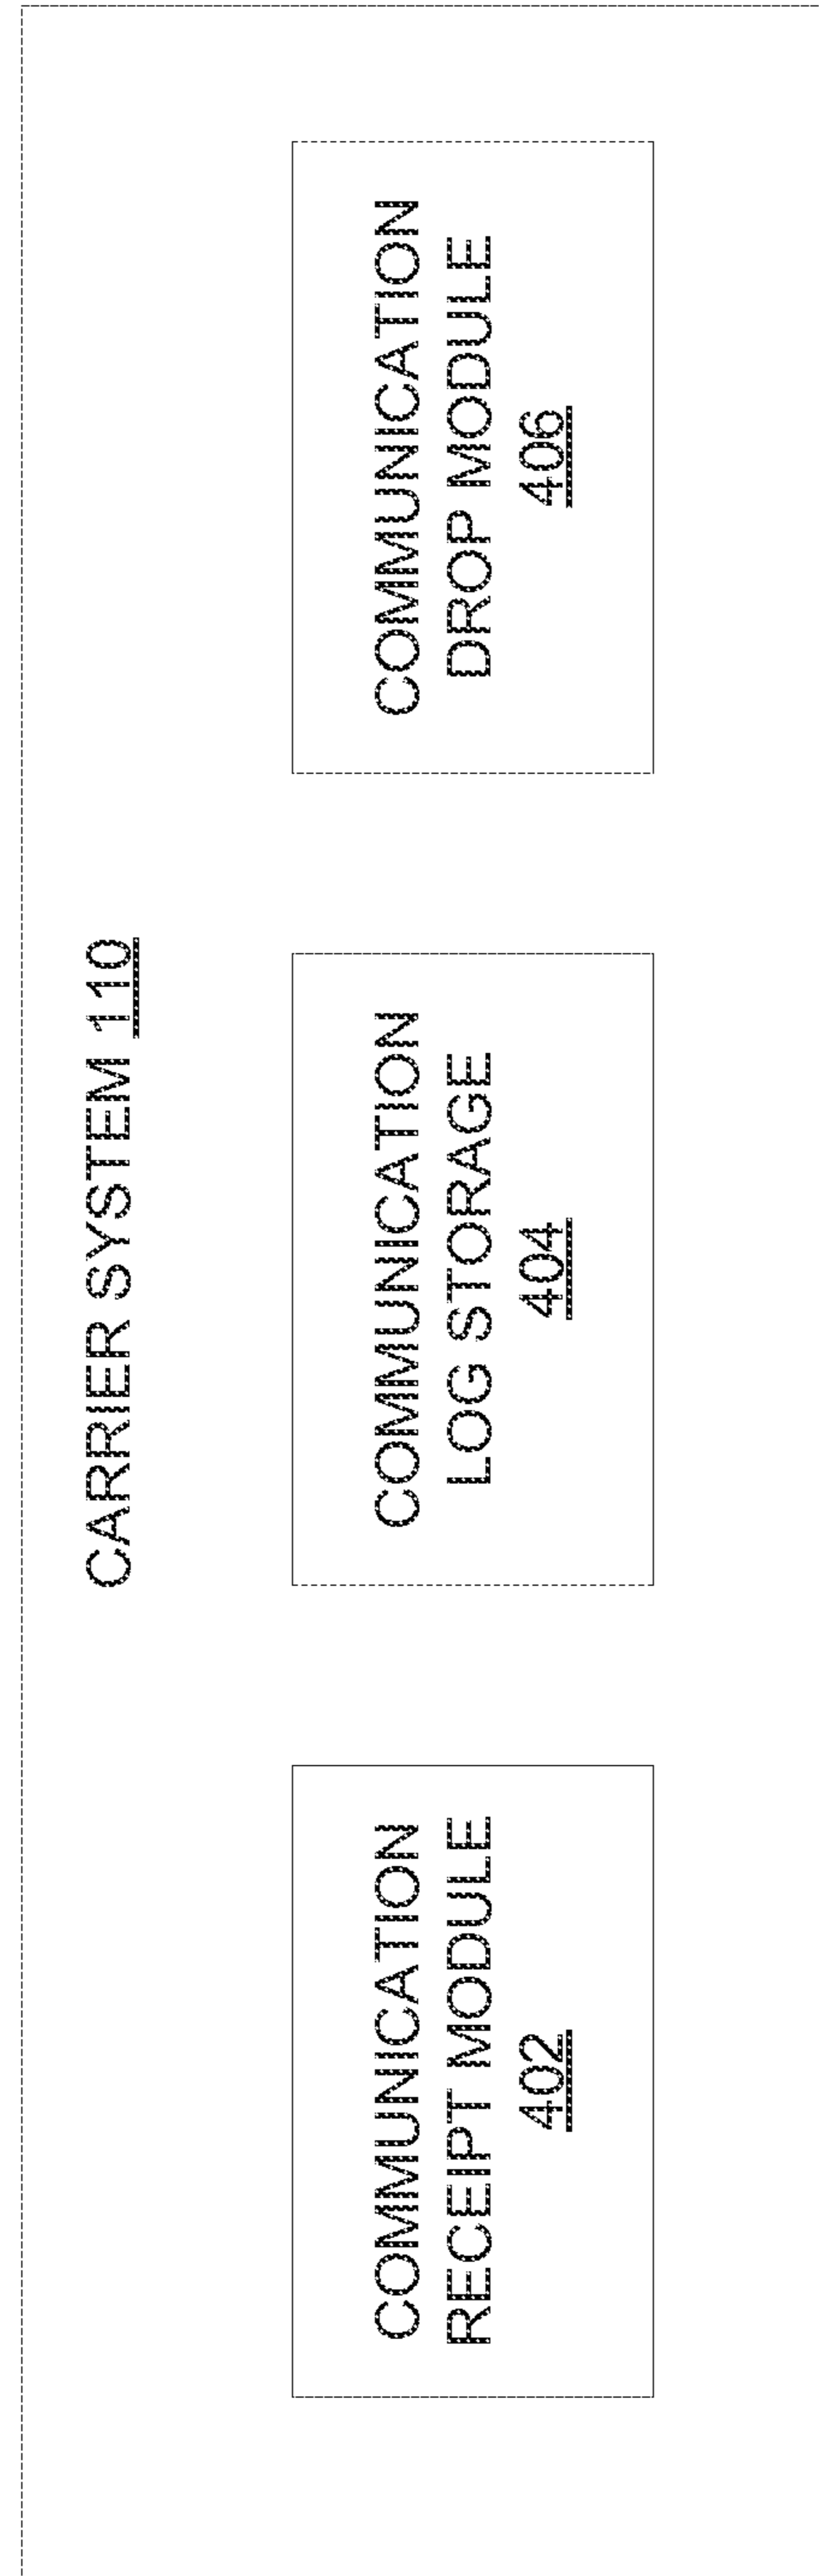 CARRIER SYSTEM 110
COMMUNICATION
RECEIPT MODULE
402
COMMUNICATION
LOG STORAGE
404
COMMUNICATION
DROP MODULE
406